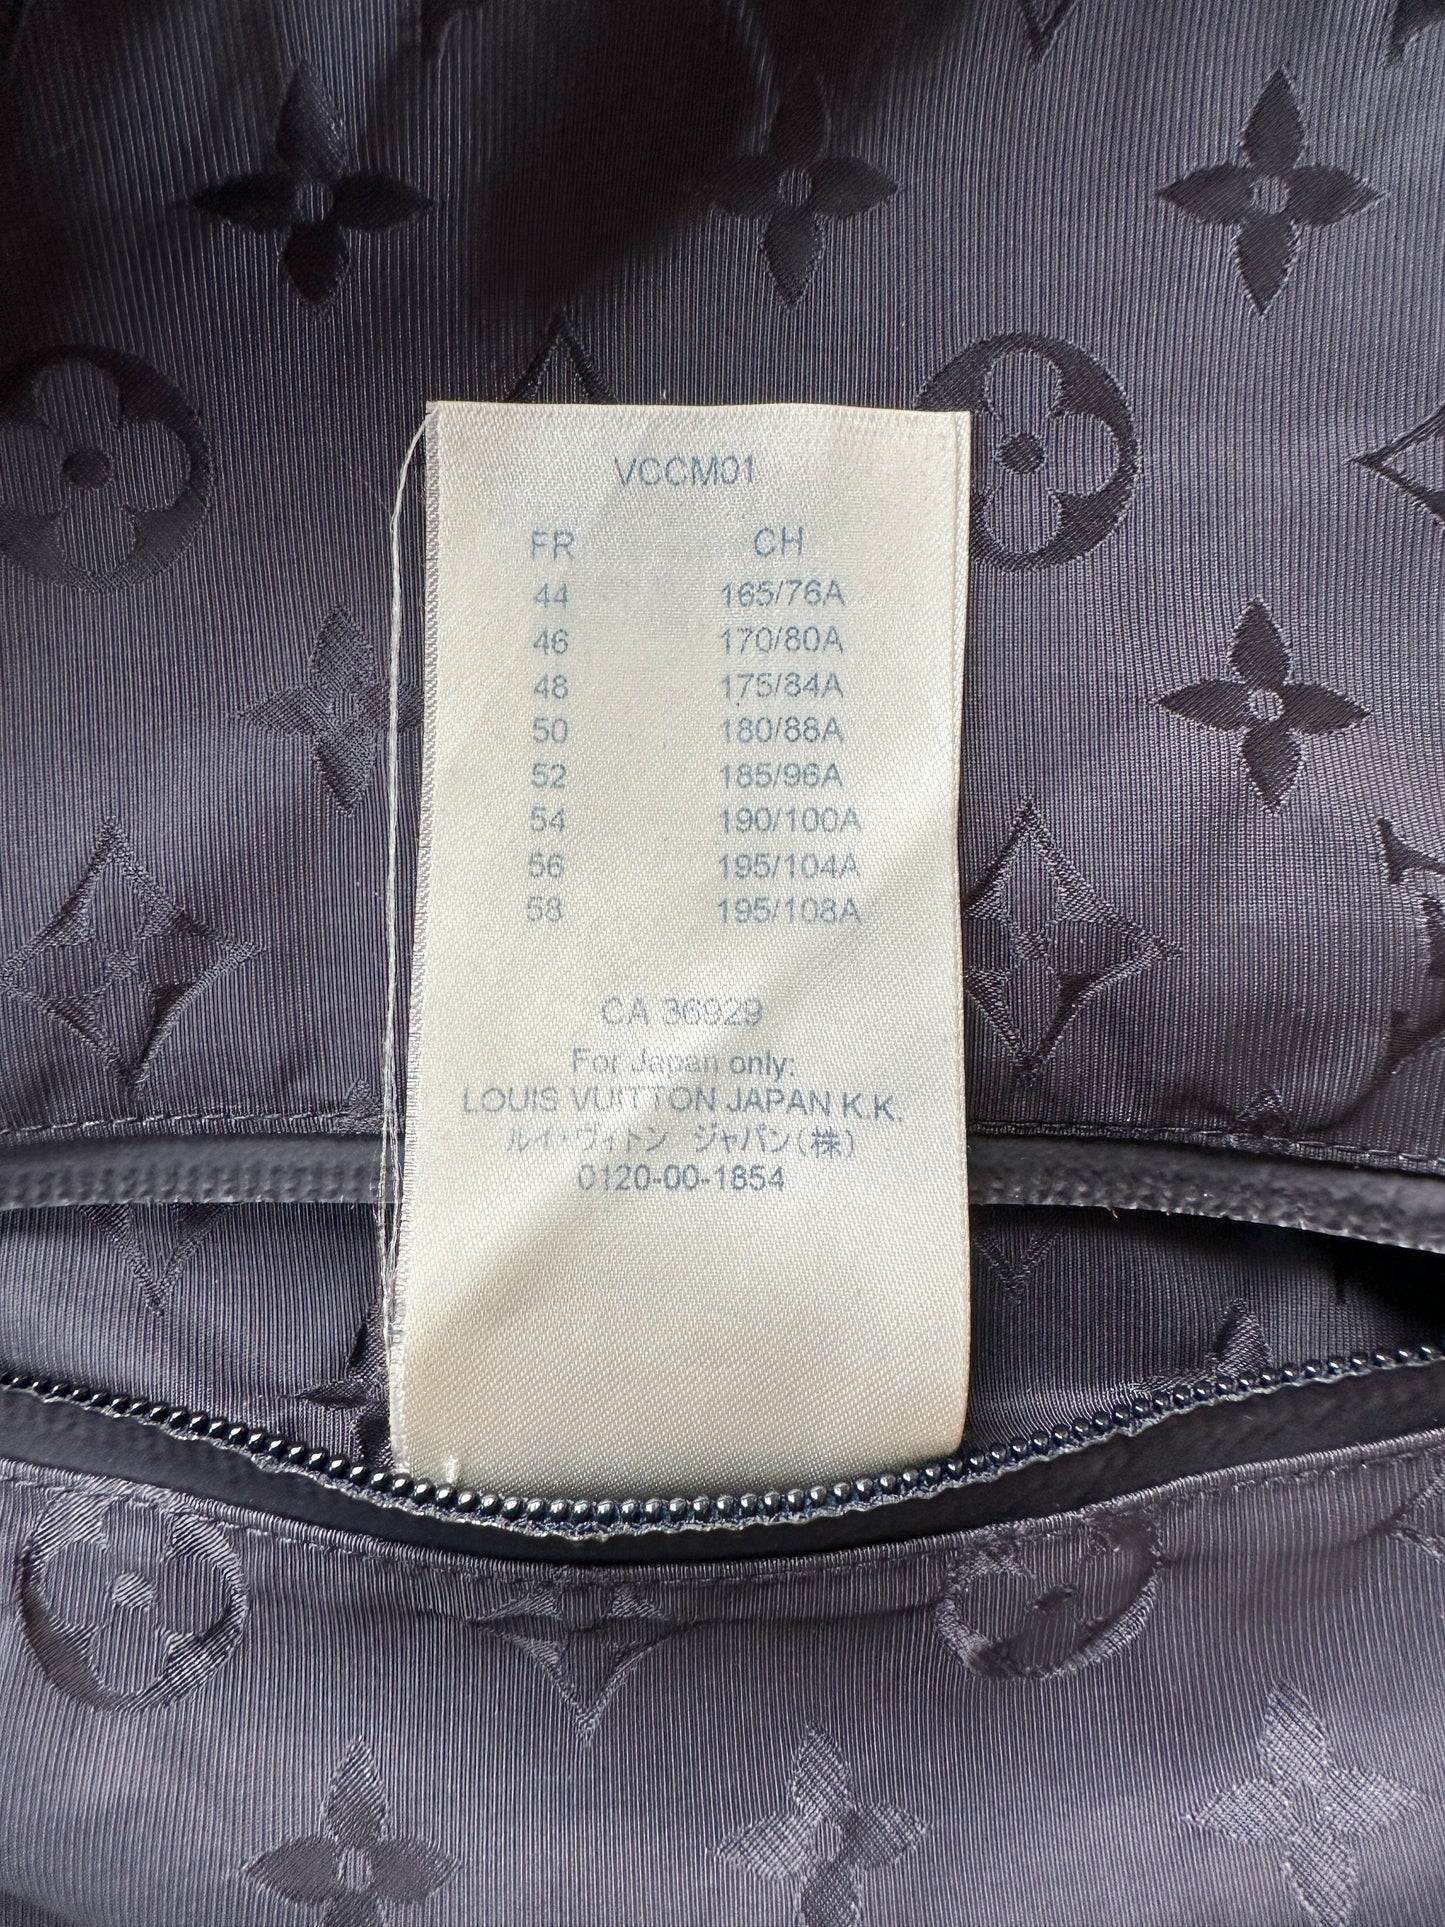 VCCM01
FR CH
44 165/76A
46 170/80A
48 175/84A
50 180/88A
52 185/96A
54 190/100A
56 195/104A
58 195/108A
CA 36929
For Japan only:
LOUIS VUITTON JAPAN K.K.
ルイ・ヴィトン ジャパン(株)
0120-00-1854